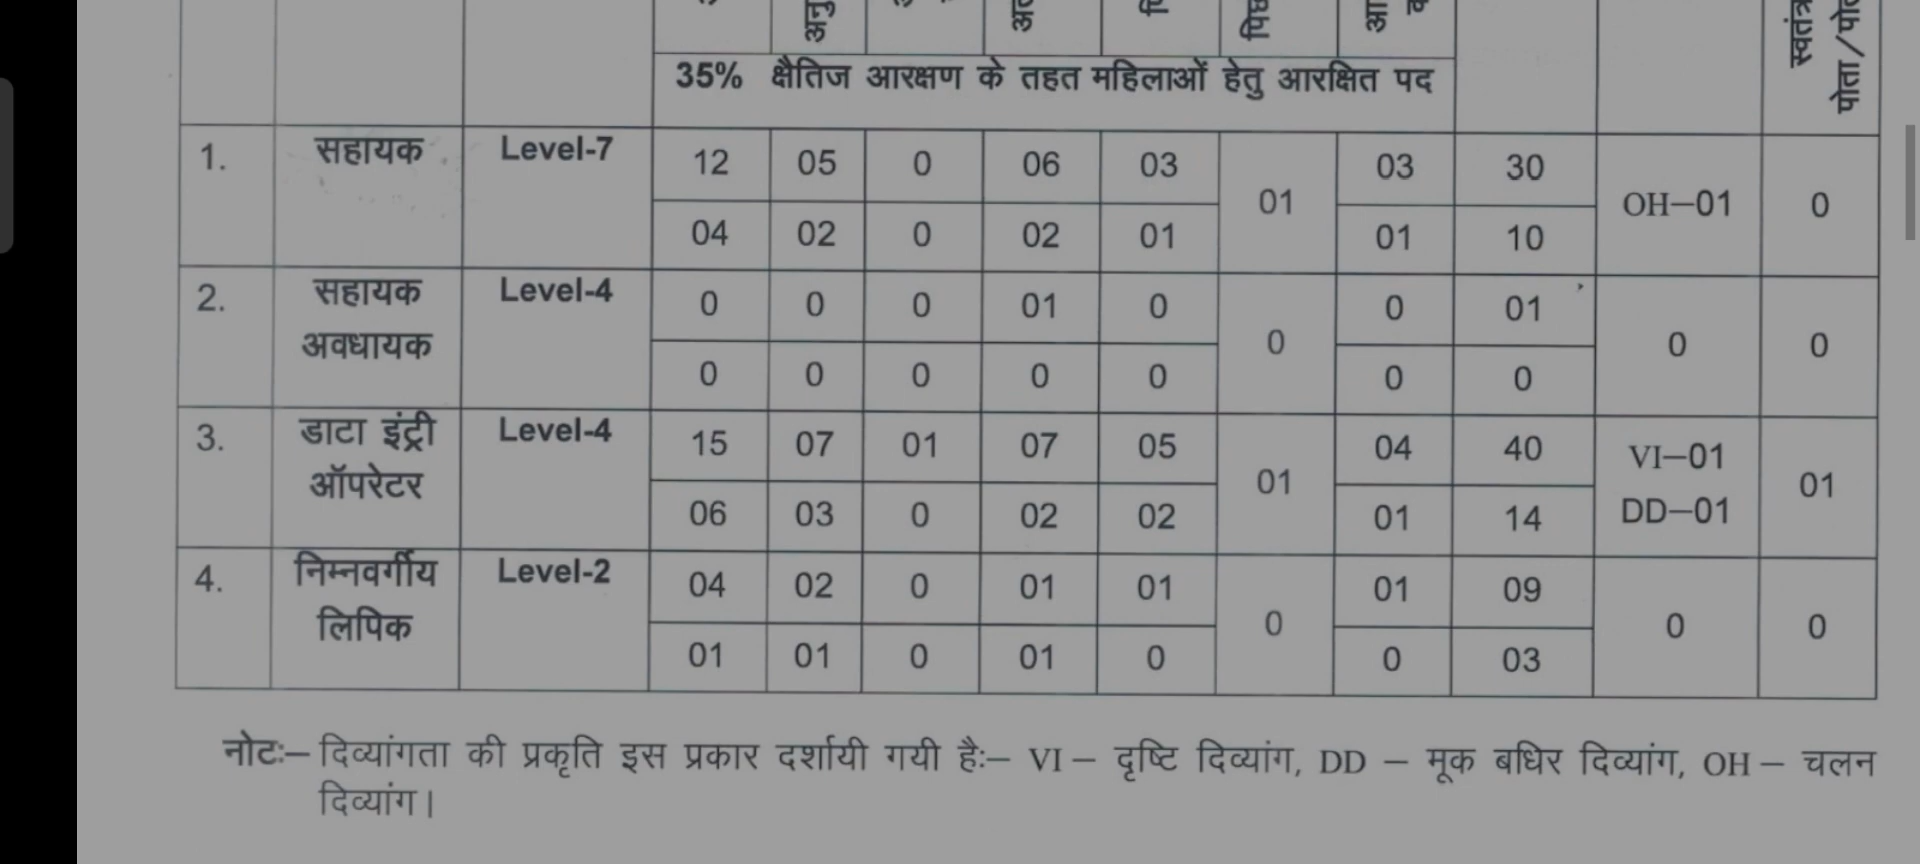 35% क्षैतिज आरक्षण के तहत महिलाओं हेतु आरक्षित पद
स्वतंत्र
पोता/पो
1. सहायक Level-7 12 05 0 06 03 01 03 30 OH—01 0
04 02 0 02 01 01 10
2. सहायक अवधायक Level-4 0 0 0 01 0 0 0 01 0 0
0 0 0 0 0 0 0
3. डाटा इंट्री ऑपरेटर Level-4 15 07 01 07 05 01 04 40 VI—01 DD—01 01
06 03 0 02 02 01 14
4. निम्नवर्गीय लिपिक Level-2 04 02 0 01 01 0 01 09 0 0
01 01 0 01 0 0 03
नोटः— दिव्यांगता की प्रकृति इस प्रकार दर्शायी गयी हैः— VI — दृष्टि दिव्यांग, DD — मूक बधिर दिव्यांग, OH — चलन
दिव्यांग।